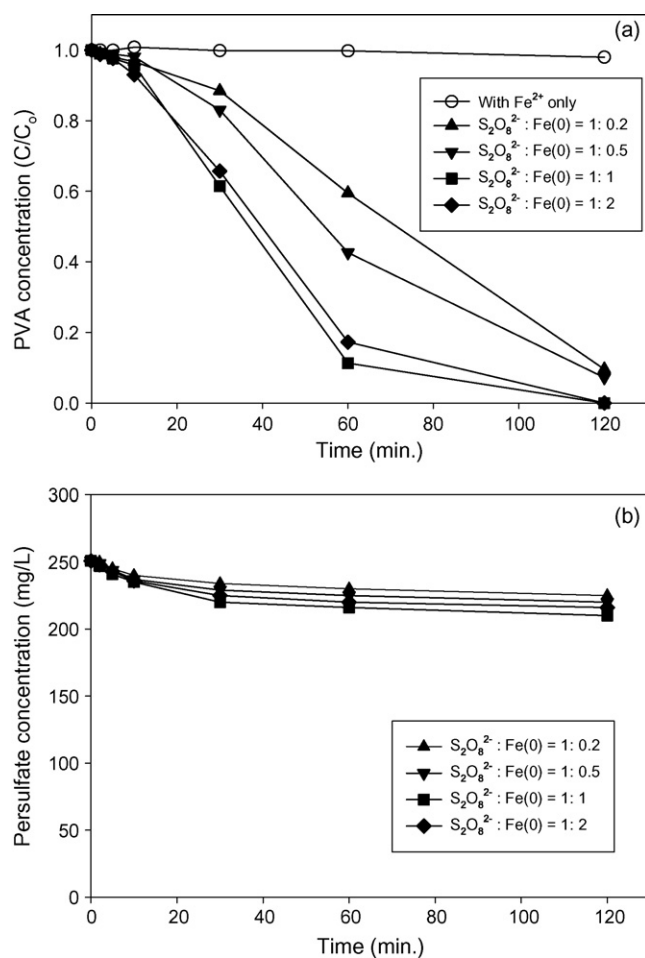 (a)
PVA concentration (C/Co)
1.0
0.8
0.6
0.4
0.2
0.0
With Fe2+ only
S2O82- : Fe(0) = 1: 0.2
S2O82- : Fe(0) = 1: 0.5
S2O82- : Fe(0) = 1: 1
S2O82- : Fe(0) = 1: 2
0 20 40 60 80 100 120
Time (min.)
(b)
Persulfate concentration (mg/L)
300
250
200
150
100
50
0
S2O82- : Fe(0) = 1: 0.2
S2O82- : Fe(0) = 1: 0.5
S2O82- : Fe(0) = 1: 1
S2O82- : Fe(0) = 1: 2
0 20 40 60 80 100 120
Time (min.)